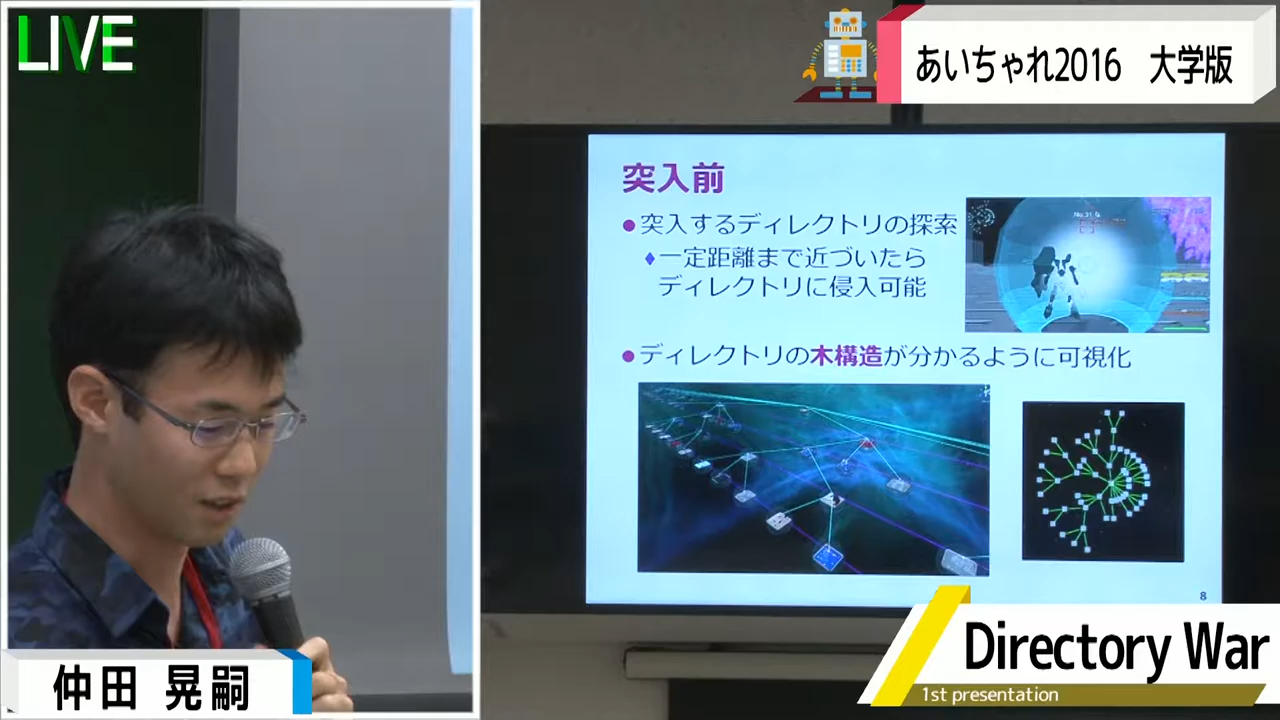 LIVE
あいちゃれ2016 大学版
突入前
●突入するディレクトリの探索
♦一定距離まで近づいたら
ディレクトリに侵入可能
●ディレクトリの木構造が分かるように可視化
8
仲田 晃嗣
Directory War
1st presentation